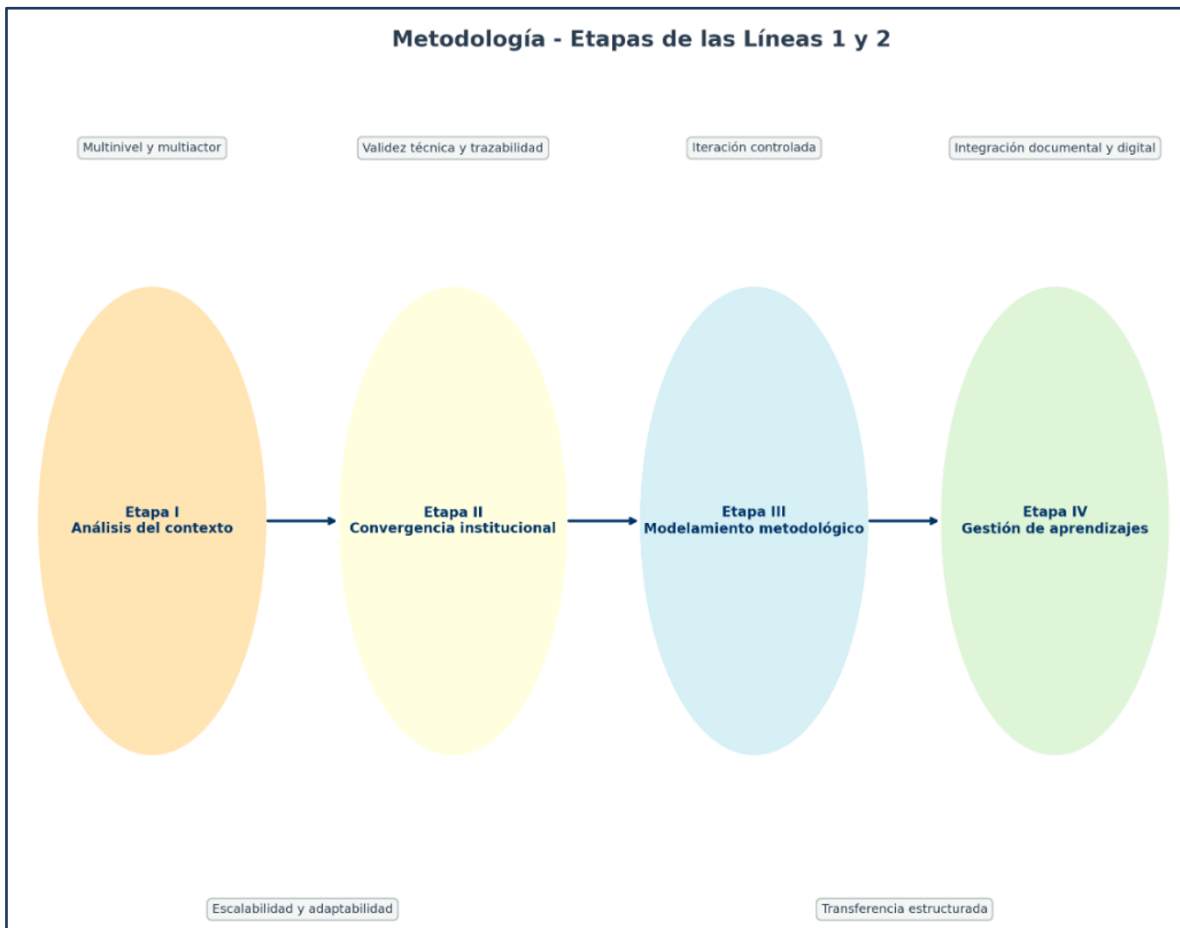 Metodología - Etapas de las Líneas 1 y 2
Multinivel y multiactor
Validez técnica y trazabilidad
Iteración controlada
Integración documental y digital
Etapa I
Análisis del contexto
Etapa II
Convergencia institucional
Etapa III
Modelamiento metodológico
Etapa IV
Gestión de aprendizajes
Escalabilidad y adaptabilidad
Transferencia estructurada